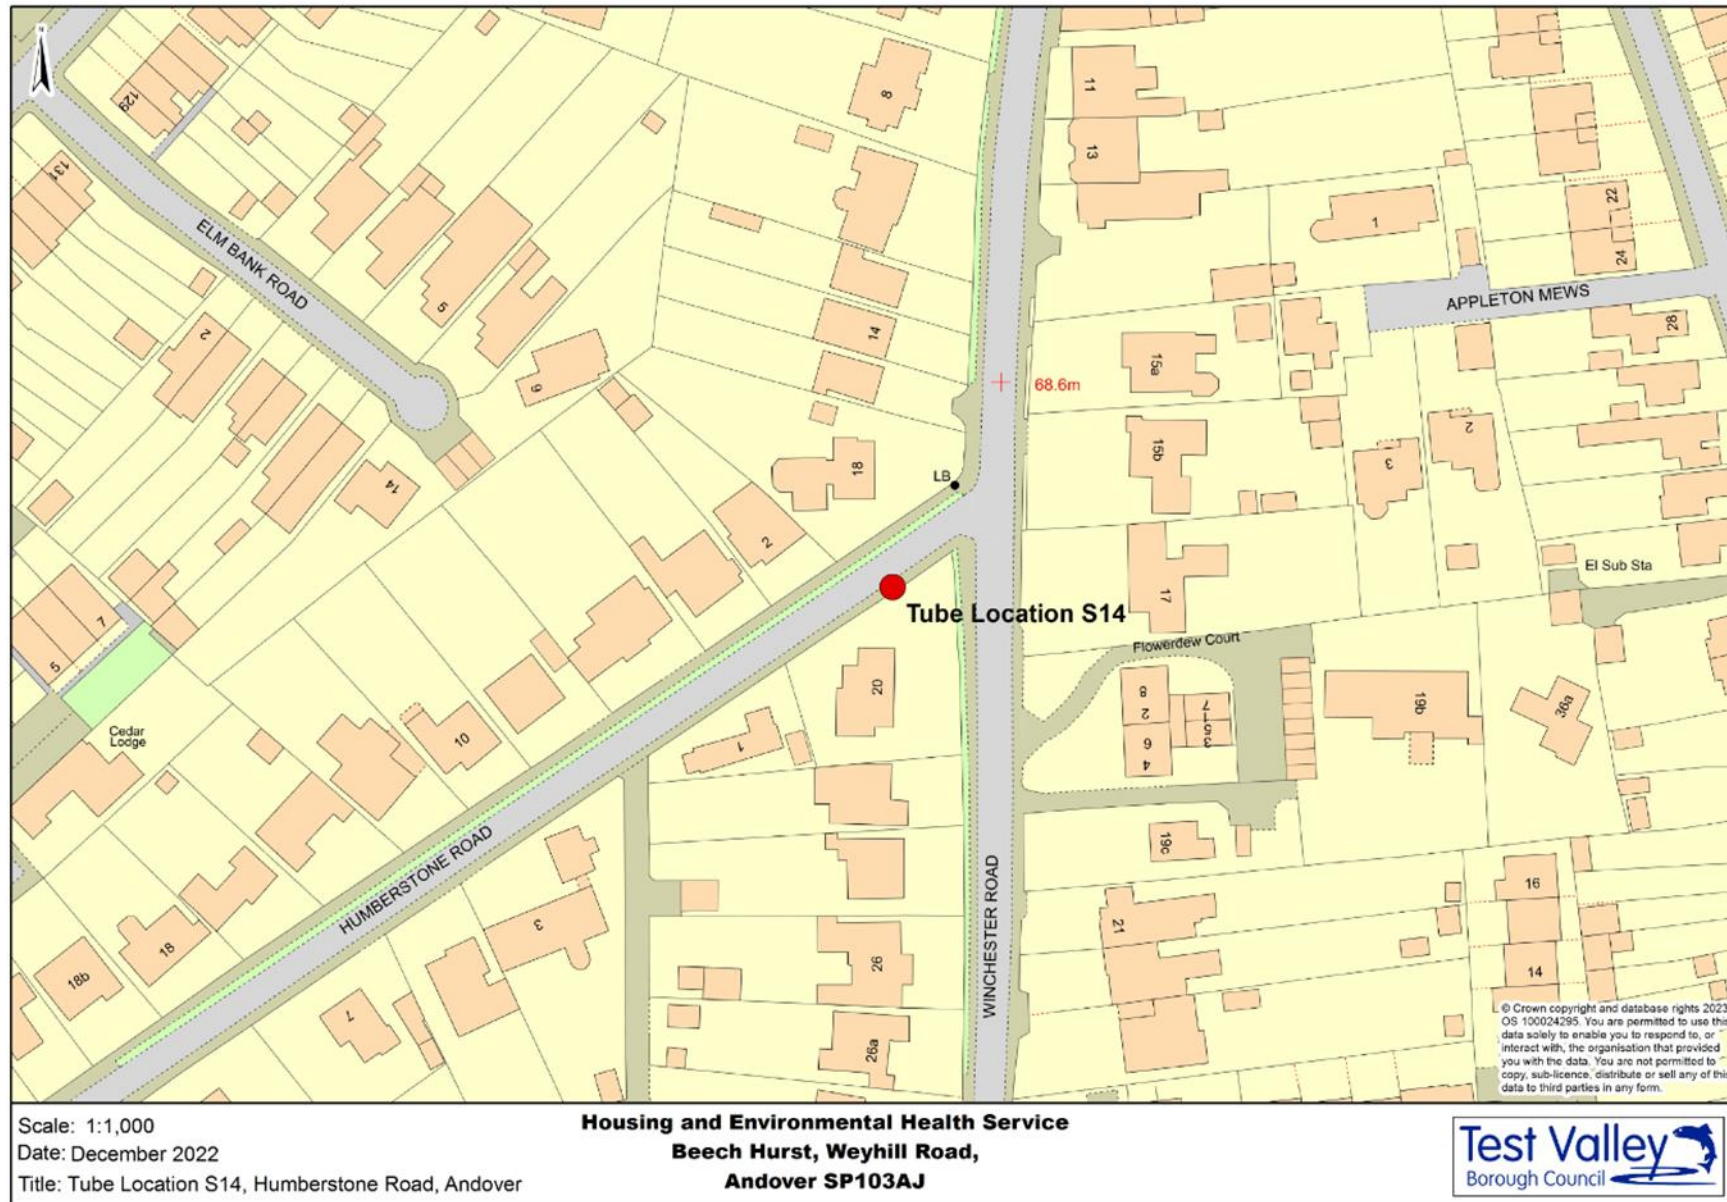 N
8
11
13
129
131
ELM BANK ROAD
1
22
24
APPLETON MEWS
28
9
2
14
15a
68.6m
9
15b
2
3
18
LB
14
2
17
El Sub Sta
Tube Location S14
Flowerdew Court
7
5
20
8
2
6
4
7
1
5
3
19b
36a
Cedar
Lodge
10
1
HUMBERSTONE ROAD
WINCHESTER ROAD
19c
16
3
21
18
18b
26
14
7
26a
© Crown copyright and database rights 2023
OS 100024295. You are permitted to use this
data solely to enable you to respond to, or
interact with, the organisation that provided
you with the data. You are not permitted to
copy, sub-licence, distribute or sell any of this
data to third parties in any form.
Scale: 1:1,000
Date: December 2022
Title: Tube Location S14, Humberstone Road, Andover
Housing and Environmental Health Service
Beech Hurst, Weyhill Road,
Andover SP103AJ
Test Valley
Borough Council